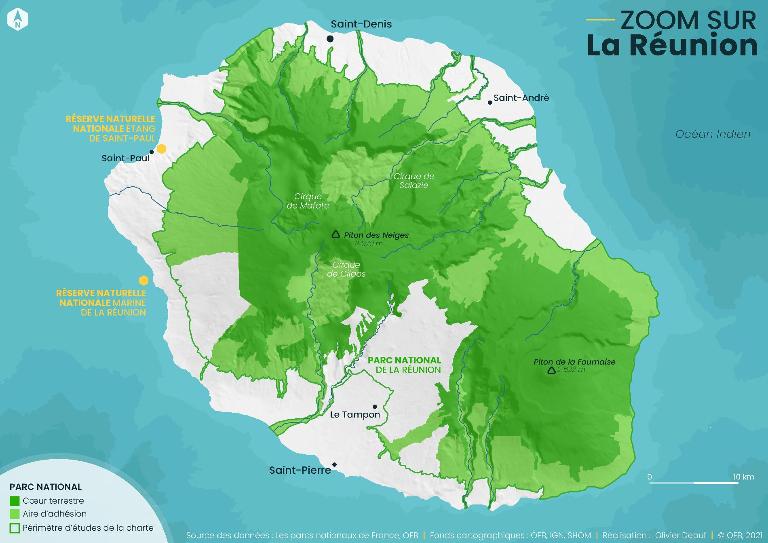 N
ZOOM SUR
La Réunion
Saint-Denis
Saint-André
Océan Indien
RÉSERVE NATURELLE
NATIONALE ETANG
DE SAINT-PAUL
Saint-Paul
Cirque
de Salazie
Cirque
de Mafate
Piton des Neiges
Cirque
de Cilaos
RÉSERVE NATURELLE
NATIONALE MARINE
DE LA RÉUNION
PARC NATIONAL
DE LA RÉUNION
Piton de la Fournaise
Le Tampon
Saint-Pierre
0 10 km
PARC NATIONAL
Cœur terrestre
Aire d'adhésion
Périmètre d'études de la charte
Source des données : Les parcs nationaux de France, OFB | Fonds cartographiques : OFB, IGN, SHOM | Réalisation : Olivier Debuf | © OFB, 2021